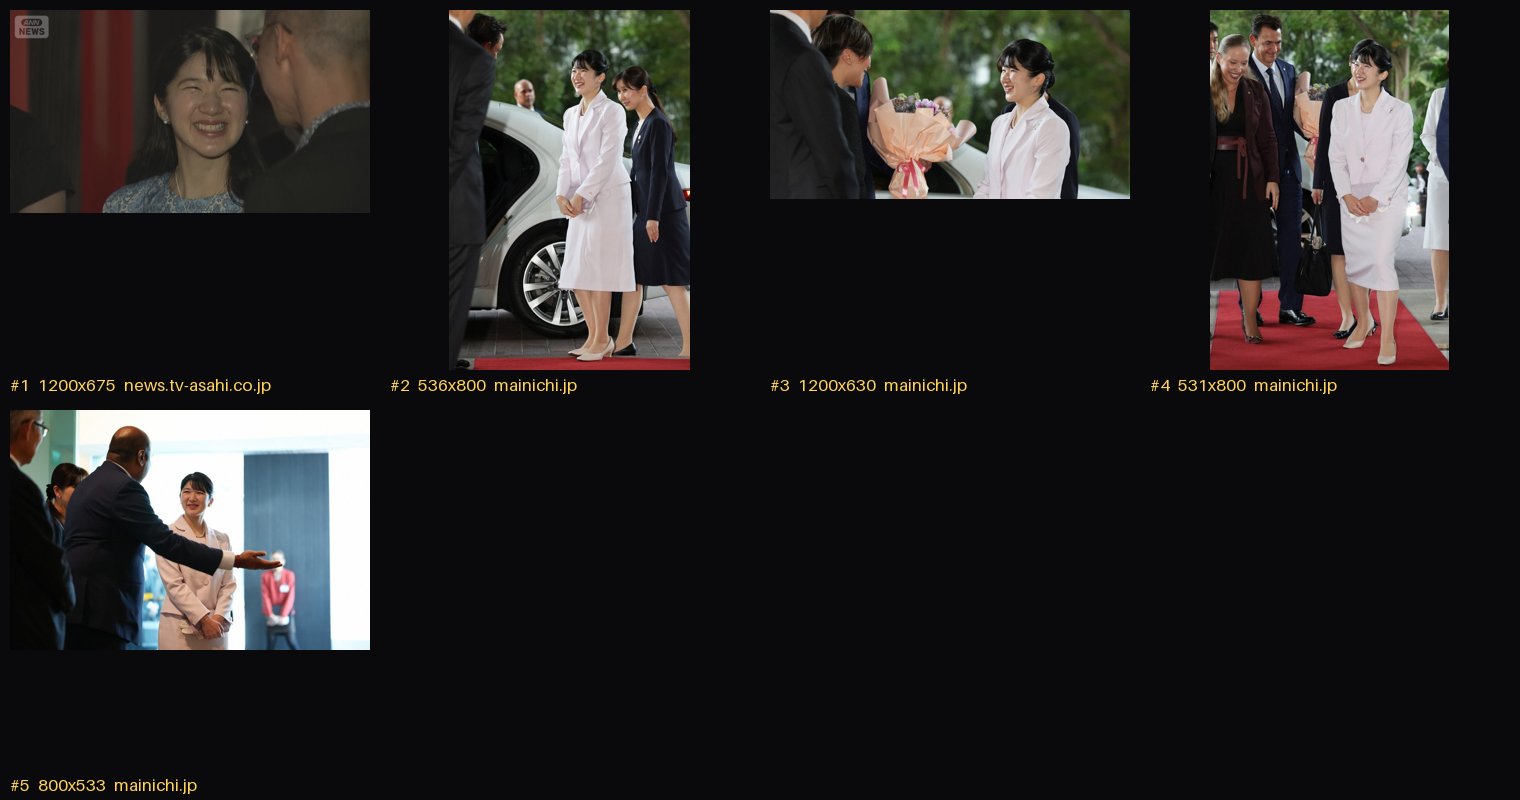 ANN
NEWS
#1 1200x675 news.tv-asahi.co.jp
#2 536x800 mainichi.jp
#3 1200x630 mainichi.jp
#4 531x800 mainichi.jp
#5 800x533 mainichi.jp